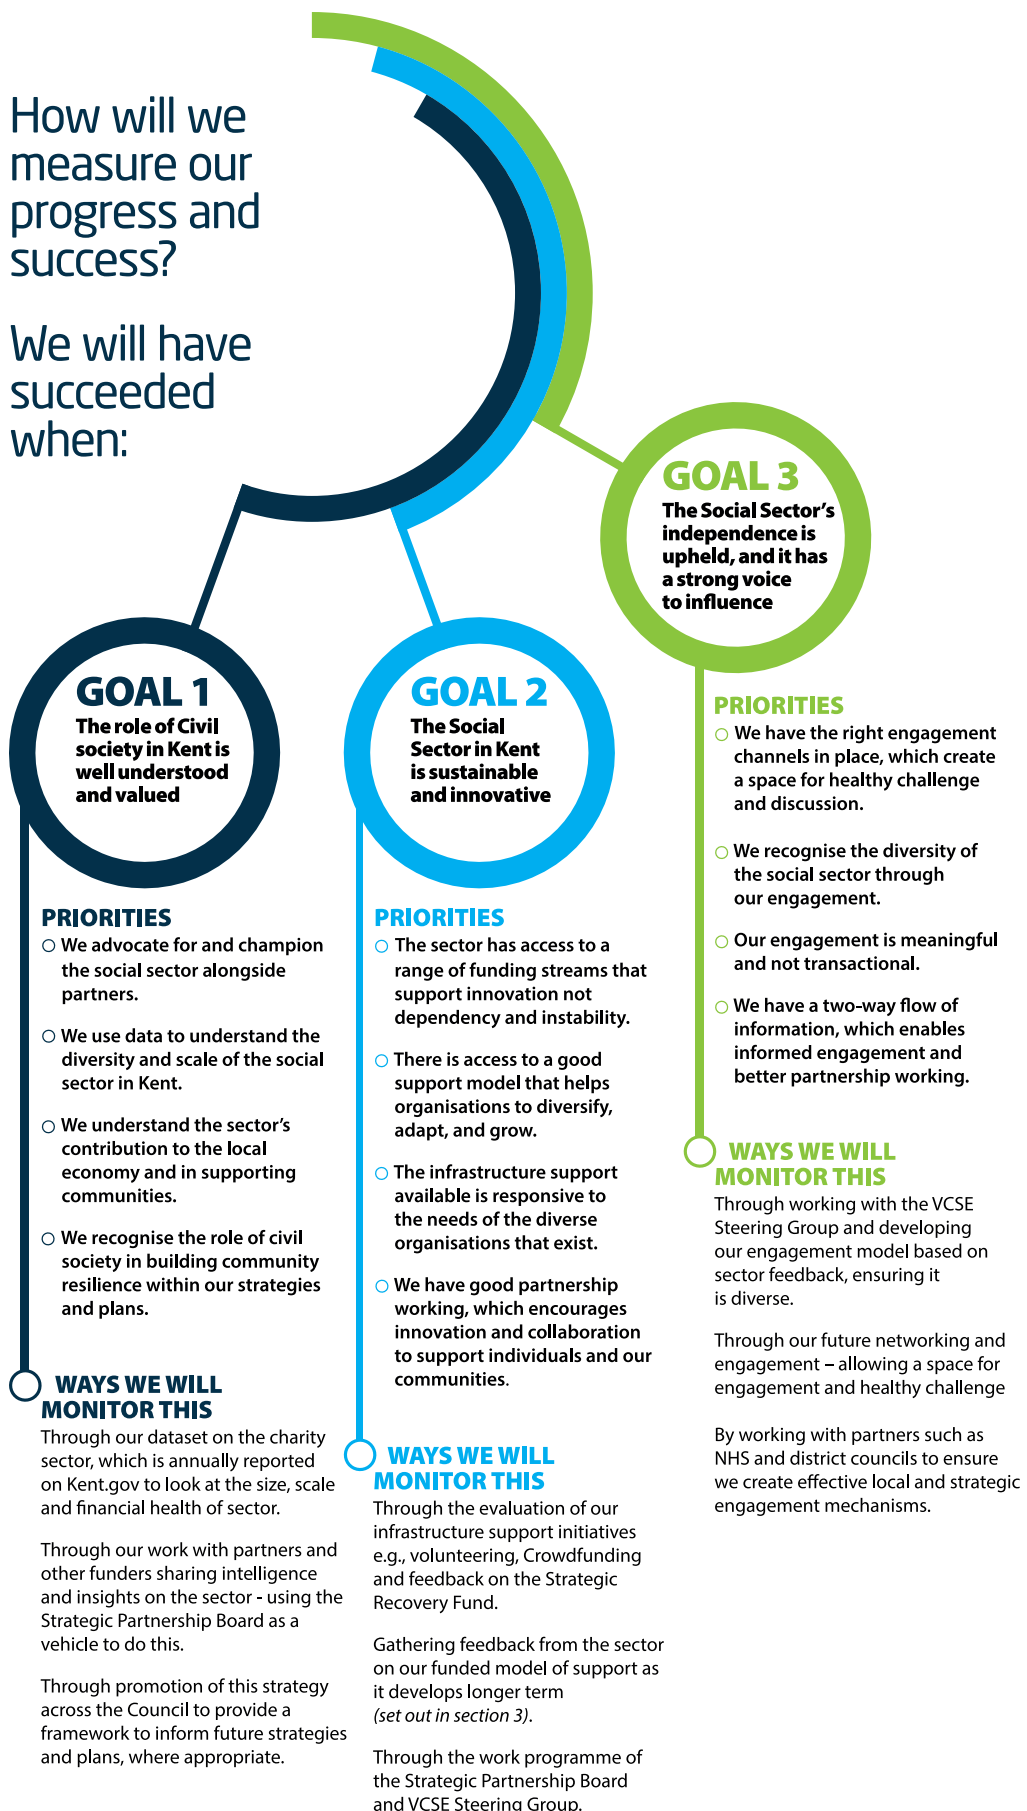 How will we
measure our
progress and
success?
We will have
succeeded
when:
GOAL 1
The role of Civil
society in Kent is
well understood
and valued
PRIORITIES
We advocate for and champion
the social sector alongside
partners.
We use data to understand the
diversity and scale of the social
sector in Kent.
We understand the sector's
contribution to the local
economy and in supporting
communities.
We recognise the role of civil
society in building community
resilience within our strategies
and plans.
WAYS WE WILL
MONITOR THIS
Through our dataset on the charity
sector, which is annually reported
on Kent.gov to look at the size, scale
and financial health of sector.
Through our work with partners and
other funders sharing intelligence
and insights on the sector - using the
Strategic Partnership Board as a
vehicle to do this.
Through promotion of this strategy
across the Council to provide a
framework to inform future strategies
and plans, where appropriate.
GOAL 2
The Social
Sector in Kent
is sustainable
and innovative
PRIORITIES
The sector has access to a
range of funding streams that
support innovation not
dependency and instability.
There is access to a good
support model that helps
organisations to diversify,
adapt, and grow.
The infrastructure support
available is responsive to
the needs of the diverse
organisations that exist.
We have good partnership
working, which encourages
innovation and collaboration
to support individuals and our
communities.
WAYS WE WILL
MONITOR THIS
Through the evaluation of our
infrastructure support initiatives
e.g., volunteering, Crowdfunding
and feedback on the Strategic
Recovery Fund.
Gathering feedback from the sector
on our funded model of support as
it develops longer term
(set out in section 3).
Through the work programme of
the Strategic Partnership Board
and VCSE Steering Group.
GOAL 3
The Social Sector's
independence is
upheld, and it has
a strong voice
to influence
PRIORITIES
We have the right engagement
channels in place, which create
a space for healthy challenge
and discussion.
We recognise the diversity of
the social sector through
our engagement.
Our engagement is meaningful
and not transactional.
We have a two-way flow of
information, which enables
informed engagement and
better partnership working.
WAYS WE WILL
MONITOR THIS
Through working with the VCSE
Steering Group and developing
our engagement model based on
sector feedback, ensuring it
is diverse.
Through our future networking and
engagement – allowing a space for
engagement and healthy challenge
By working with partners such as
NHS and district councils to ensure
we create effective local and strategic
engagement mechanisms.